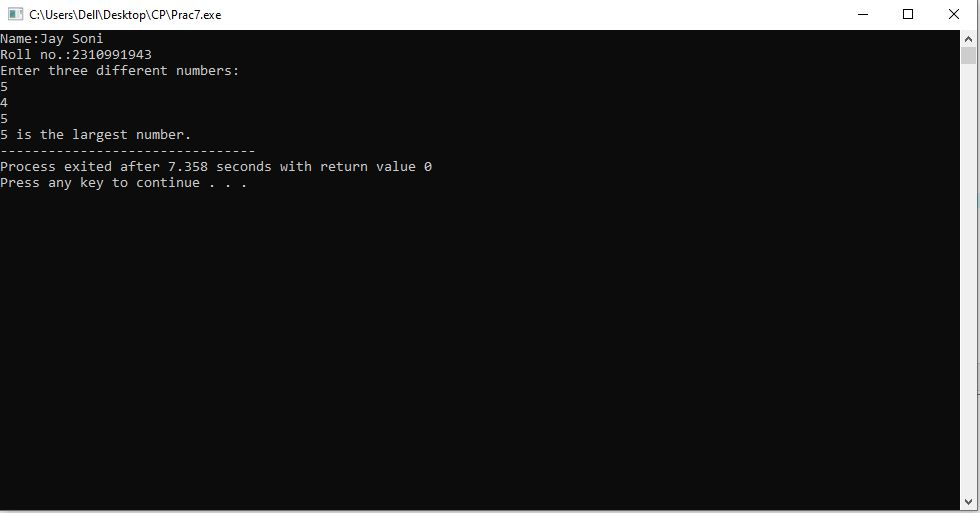 C:\Users\Dell\Desktop\CP\Prac7.exe
Name:Jay Soni
Roll no.:2310991943
Enter three different numbers:
5
4
5
5 is the largest number.
--------------------------------
Process exited after 7.358 seconds with return value 0
Press any key to continue . . .